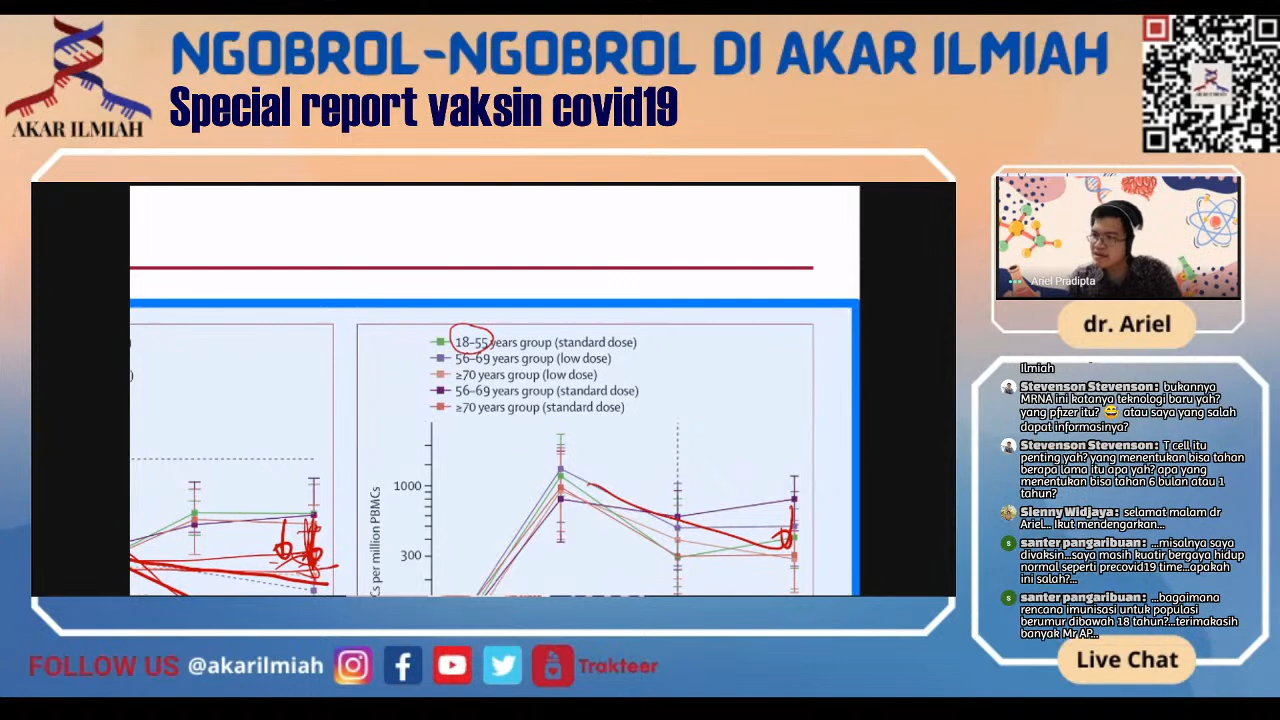 NGOBROL-NGOBROL DI AKAR ILMIAH
Special report vaksin covid19
AKAR ILMIAH
18–55 years group (standard dose)
56–69 years group (low dose)
≥70 years group (low dose)
56–69 years group (standard dose)
≥70 years group (standard dose)
1000
300
per million PBMCs
Ariel Pradipta
dr. Ariel
Ilmiah
Stevenson Stevenson: bukannya
MRNA ini katanya teknologi baru yah?
yang pfizer itu? 😅 atau saya yang salah
dapat informasinya?
Stevenson Stevenson: T cell itu
penting yah? yang menentukan bisa tahan
berapa lama itu apa yah? apa yang
menentukan bisa tahan 6 bulan atau 1
tahun?
Sienny Widjaya: selamat malam dr
Ariel... Ikut mendengarkan...
santer pangaribuan: ...misalnya saya
divaksin...saya masih kuatir bergaya hidup
normal seperti precovid19 time...apakah
ini salah?...
santer pangaribuan: ...bagaimana
rencana imunisasi untuk populasi
berumur dibawah 18 tahun?...terimakasih
banyak Mr AP...
Live Chat
FOLLOW US @akarilmiah
Trakteer